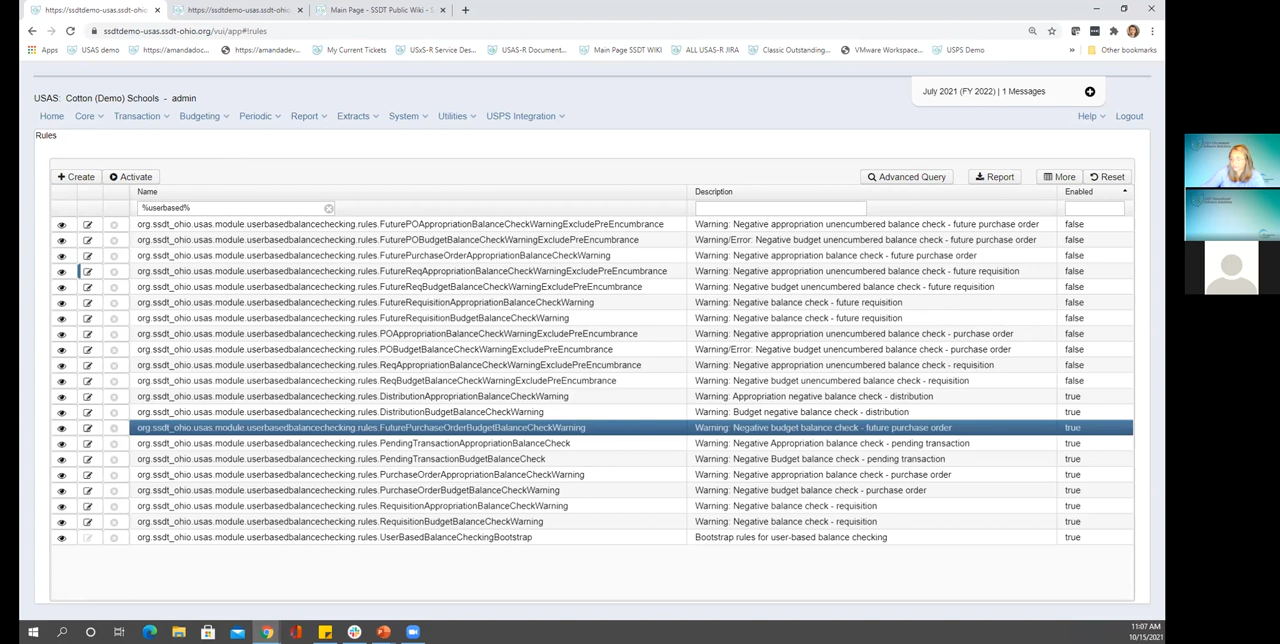 https://ssdtdemo-usas.ssdt-ohio. https://ssdtdemo-usas.ssdt-ohio. Main Page - SSDT Public Wiki - S
ssdtdemo-usas.ssdt-ohio.org/vui/app#!rules
Apps USAS demo https://amandadoc... https://amandadev... My Current Tickets USxS-R Service Des... USAS-R Document... Main Page SSDT WIKI ALL USAS-R JIRA Classic Outstanding... VMware Workspace... USPS Demo » Other bookmarks
July 2021 (FY 2022) | 1 Messages
USAS: Cotton (Demo) Schools - admin
Home Core Transaction Budgeting Periodic Report Extracts System Utilities USPS Integration Help Logout
Rules
Create Activate Advanced Query Report More Reset
Name Description Enabled
%userbased%
org.ssdt_ohio.usas.module.userbasedbalancechecking.rules.FuturePOAppropriationBalanceCheckWarningExcludePreEncumbrance Warning: Negative appropriation unencumbered balance check - future purchase order false
org.ssdt_ohio.usas.module.userbasedbalancechecking.rules.FuturePOBudgetBalanceCheckWarningExcludePreEncumbrance Warning/Error: Negative budget unencumbered balance check - future purchase order false
org.ssdt_ohio.usas.module.userbasedbalancechecking.rules.FuturePurchaseOrderAppropriationBalanceCheckWarning Warning: Negative appropriation balance check - future purchase order false
org.ssdt_ohio.usas.module.userbasedbalancechecking.rules.FutureReqAppropriationBalanceCheckWarningExcludePreEncumbrance Warning: Negative appropriation unencumbered balance check - future requisition false
org.ssdt_ohio.usas.module.userbasedbalancechecking.rules.FutureReqBudgetBalanceCheckWarningExcludePreEncumbrance Warning: Negative budget unencumbered balance check - future requisition false
org.ssdt_ohio.usas.module.userbasedbalancechecking.rules.FutureRequisitionAppropriationBalanceCheckWarning Warning: Negative balance check - future requisition false
org.ssdt_ohio.usas.module.userbasedbalancechecking.rules.FutureRequisitionBudgetBalanceCheckWarning Warning: Negative balance check - future requisition false
org.ssdt_ohio.usas.module.userbasedbalancechecking.rules.POAppropriationBalanceCheckWarningExcludePreEncumbrance Warning: Negative appropriation unencumbered balance check - purchase order false
org.ssdt_ohio.usas.module.userbasedbalancechecking.rules.POBudgetBalanceCheckWarningExcludePreEncumbrance Warning/Error: Negative budget unencumbered balance check - purchase order false
org.ssdt_ohio.usas.module.userbasedbalancechecking.rules.ReqAppropriationBalanceCheckWarningExcludePreEncumbrance Warning: Negative appropriation unencumbered balance check - requisition false
org.ssdt_ohio.usas.module.userbasedbalancechecking.rules.ReqBudgetBalanceCheckWarningExcludePreEncumbrance Warning: Negative budget unencumbered balance check - requisition false
org.ssdt_ohio.usas.module.userbasedbalancechecking.rules.DistributionAppropriationBalanceCheckWarning Warning: Appropriation negative balance check - distribution true
org.ssdt_ohio.usas.module.userbasedbalancechecking.rules.DistributionBudgetBalanceCheckWarning Warning: Budget negative balance check - distribution true
org.ssdt_ohio.usas.module.userbasedbalancechecking.rules.FuturePurchaseOrderBudgetBalanceCheckWarning Warning: Negative budget balance check - future purchase order true
org.ssdt_ohio.usas.module.userbasedbalancechecking.rules.PendingTransactionAppropriationBalanceCheck Warning: Negative Appropriation balance check - pending transaction true
org.ssdt_ohio.usas.module.userbasedbalancechecking.rules.PendingTransactionBudgetBalanceCheck Warning: Negative Budget balance check - pending transaction true
org.ssdt_ohio.usas.module.userbasedbalancechecking.rules.PurchaseOrderAppropriationBalanceCheckWarning Warning: Negative appropriation balance check - purchase order true
org.ssdt_ohio.usas.module.userbasedbalancechecking.rules.PurchaseOrderBudgetBalanceCheckWarning Warning: Negative budget balance check - purchase order true
org.ssdt_ohio.usas.module.userbasedbalancechecking.rules.RequisitionAppropriationBalanceCheckWarning Warning: Negative balance check - requisition true
org.ssdt_ohio.usas.module.userbasedbalancechecking.rules.RequisitionBudgetBalanceCheckWarning Warning: Negative balance check - requisition true
org.ssdt_ohio.usas.module.userbasedbalancechecking.rules.UserBasedBalanceCheckingBootstrap Bootstrap rules for user-based balance checking true
11:07 AM
10/15/2021